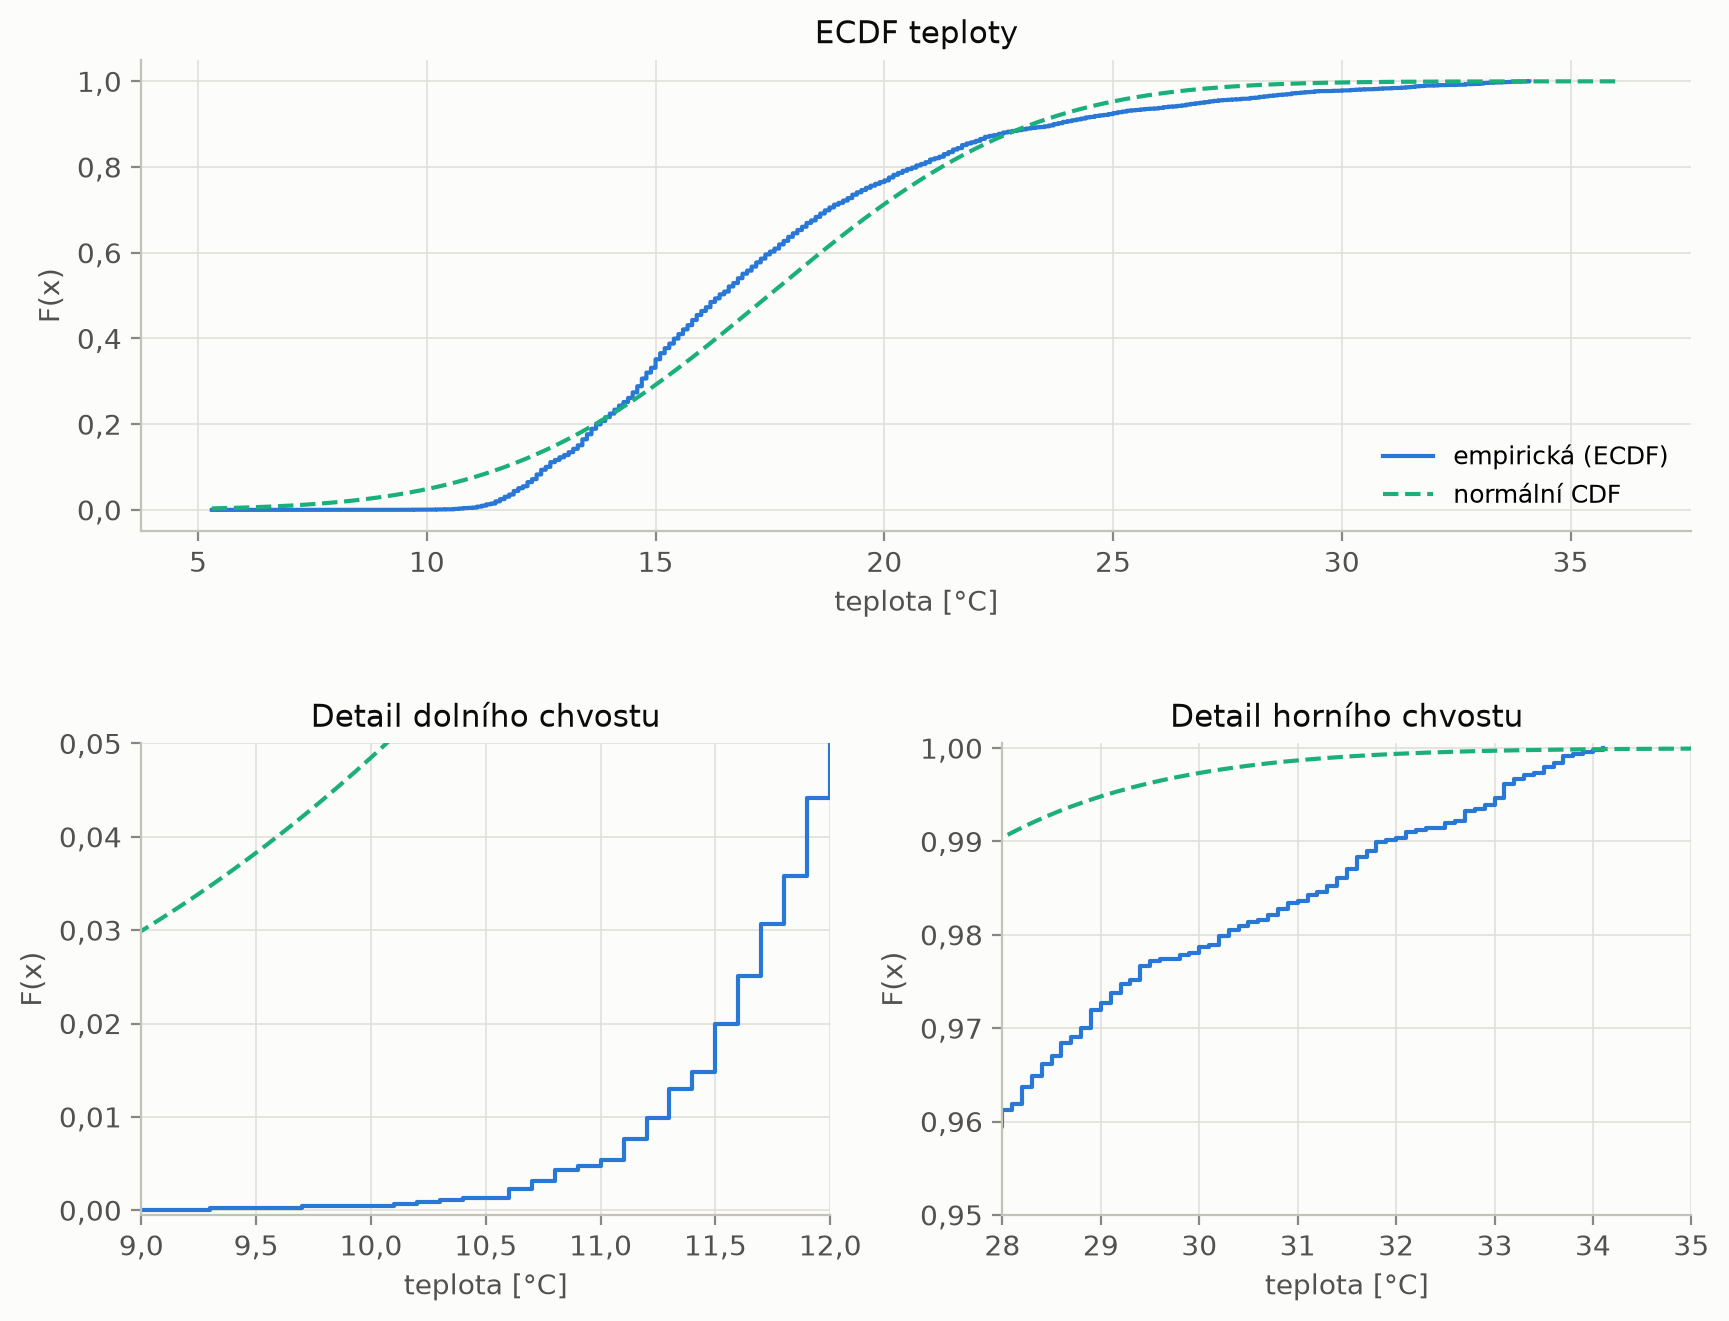 ECDF teploty
1,0
0,8
0,6
0,4
0,2
0,0
F(x)
empirická (ECDF)
normální CDF
5 10 15 20 25 30 35
teplota [°C]
Detail dolního chvostu
0,05
0,04
0,03
0,02
0,01
0,00
F(x)
9,0 9,5 10,0 10,5 11,0 11,5 12,0
teplota [°C]
Detail horního chvostu
1,00
0,99
0,98
0,97
0,96
0,95
F(x)
28 29 30 31 32 33 34 35
teplota [°C]